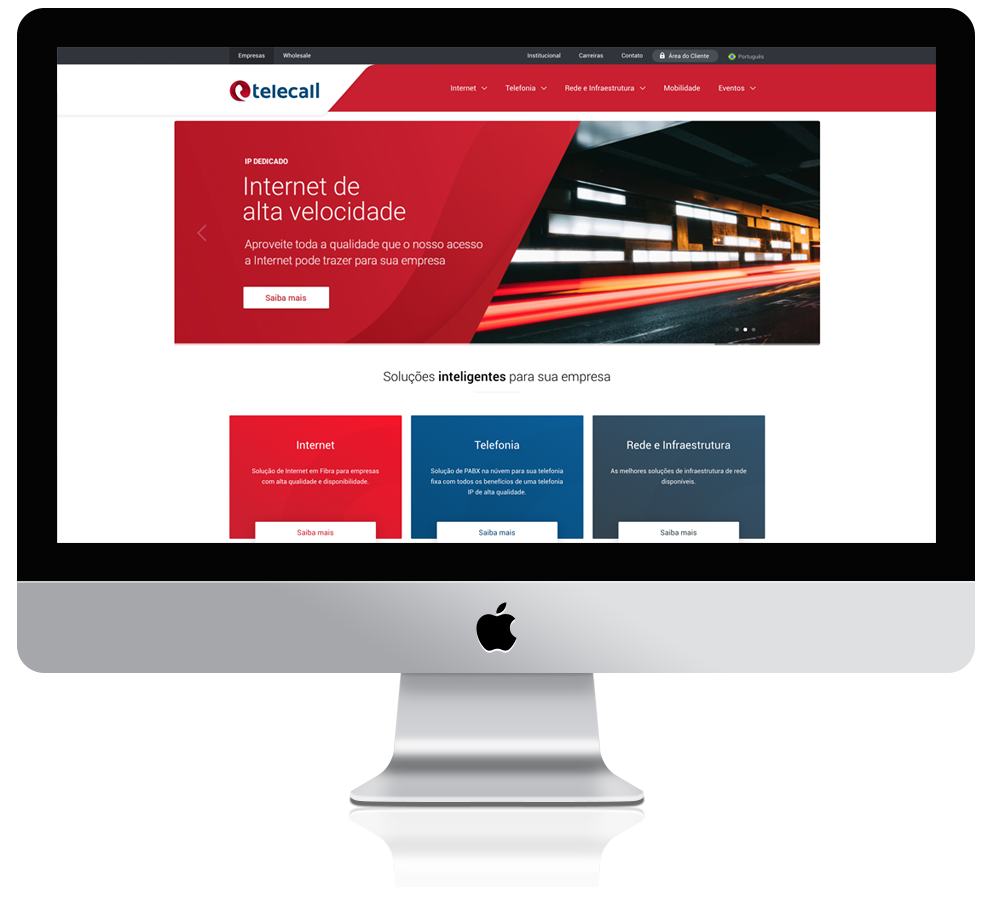 Empresas
Wholesale
Institucional
Carreiras
Contato
Área do Cliente
Português
telecall
Internet
Telefonia
Rede e Infraestrutura
Mobilidade
Eventos
IP DEDICADO
Internet de
alta velocidade
Aproveite toda a qualidade que o nosso acesso
a Internet pode trazer para sua empresa
Saiba mais
Soluções inteligentes para sua empresa
Internet
Solução de Internet em Fibra para empresas
com alta qualidade e disponibilidade.
Saiba mais
Telefonia
Solução de PABX na núvem para sua telefonia
fixa com todos os benefícios de uma telefonia
IP de alta qualidade.
Saiba mais
Rede e Infraestrutura
As melhores soluções de infraestrutura de rede
disponíveis.
Saiba mais